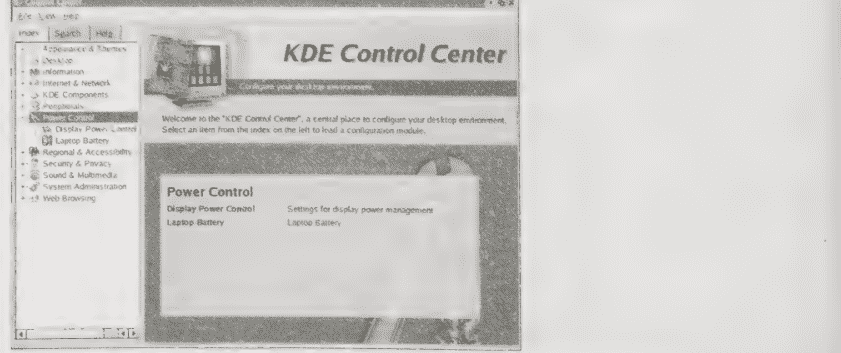 Control Center
File View Help
Index Search Help
Appearance & Themes
Desktop
Information
Internet & Network
KDE Components
Peripherals
Power Control
Display Power Control
Laptop Battery
Regional & Accessibility
Security & Privacy
Sound & Multimedia
System Administration
Web Browsing
KDE Control Center
Configure your desktop environment.
Welcome to the "KDE Control Center", a central place to configure your desktop environment.
Select an item from the index on the left to load a configuration module.
Power Control
Display Power Control Settings for display power management
Laptop Battery Laptop Battery